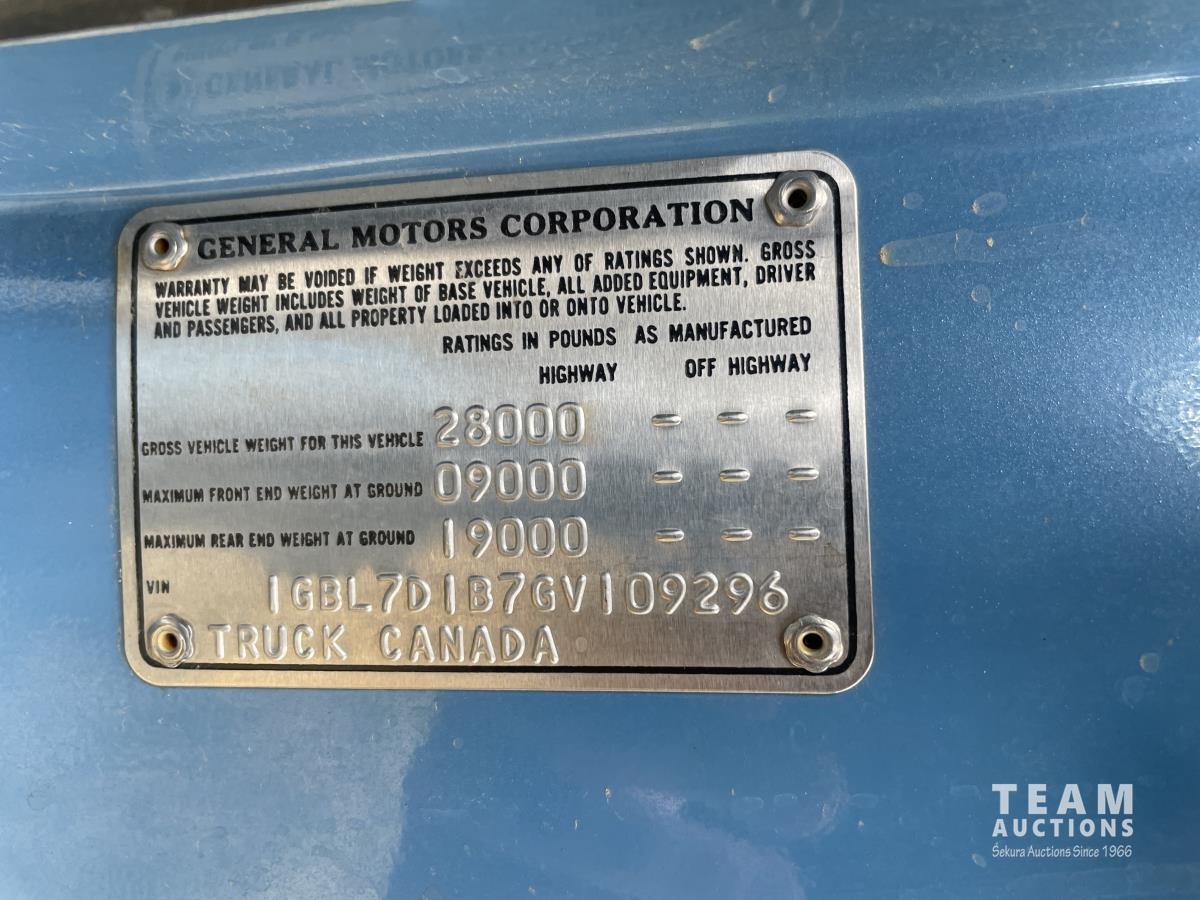 GENERAL MOTORS CORPORATION
WARRANTY MAY BE VOIDED IF WEIGHT EXCEEDS ANY OF RATINGS SHOWN. GROSS
VEHICLE WEIGHT INCLUDES WEIGHT OF BASE VEHICLE, ALL ADDED EQUIPMENT, DRIVER
AND PASSENGERS, AND ALL PROPERTY LOADED INTO OR ONTO VEHICLE.
RATINGS IN POUNDS AS MANUFACTURED
HIGHWAY OFF HIGHWAY
GROSS VEHICLE WEIGHT FOR THIS VEHICLE 28000 - - -
MAXIMUM FRONT END WEIGHT AT GROUND 09000 - - -
MAXIMUM REAR END WEIGHT AT GROUND 19000 - - -
VIN 1GBL7D1B7GV109296
TRUCK CANADA
TEAM
AUCTIONS
Sekura Auctions Since 1966